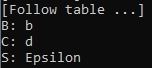 [Follow table ...]
B: b
C: d
S: Epsilon